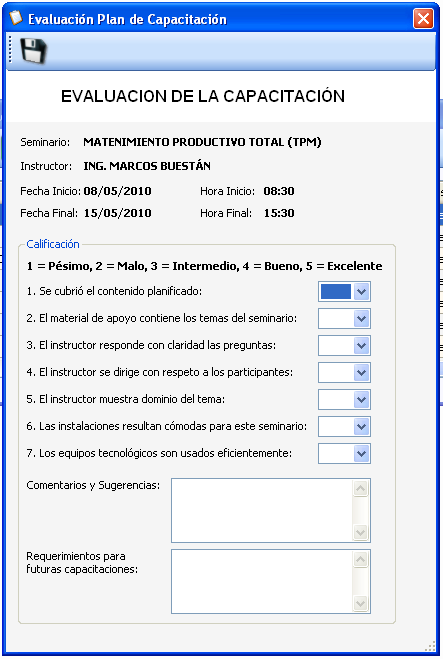 Evaluación Plan de Capacitación
EVALUACION DE LA CAPACITACIÓN
Seminario: MATENIMIENTO PRODUCTIVO TOTAL (TPM)
Instructor: ING. MARCOS BUESTÁN
Fecha Inicio: 08/05/2010 Hora Inicio: 08:30
Fecha Final: 15/05/2010 Hora Final: 15:30
Calificación
1 = Pésimo, 2 = Malo, 3 = Intermedio, 4 = Bueno, 5 = Excelente
1. Se cubrió el contenido planificado:
2. El material de apoyo contiene los temas del seminario:
3. El instructor responde con claridad las preguntas:
4. El instructor se dirige con respeto a los participantes:
5. El instructor muestra dominio del tema:
6. Las instalaciones resultan cómodas para este seminario:
7. Los equipos tecnológicos son usados eficientemente:
Comentarios y Sugerencias:
Requerimientos para
futuras capacitaciones: